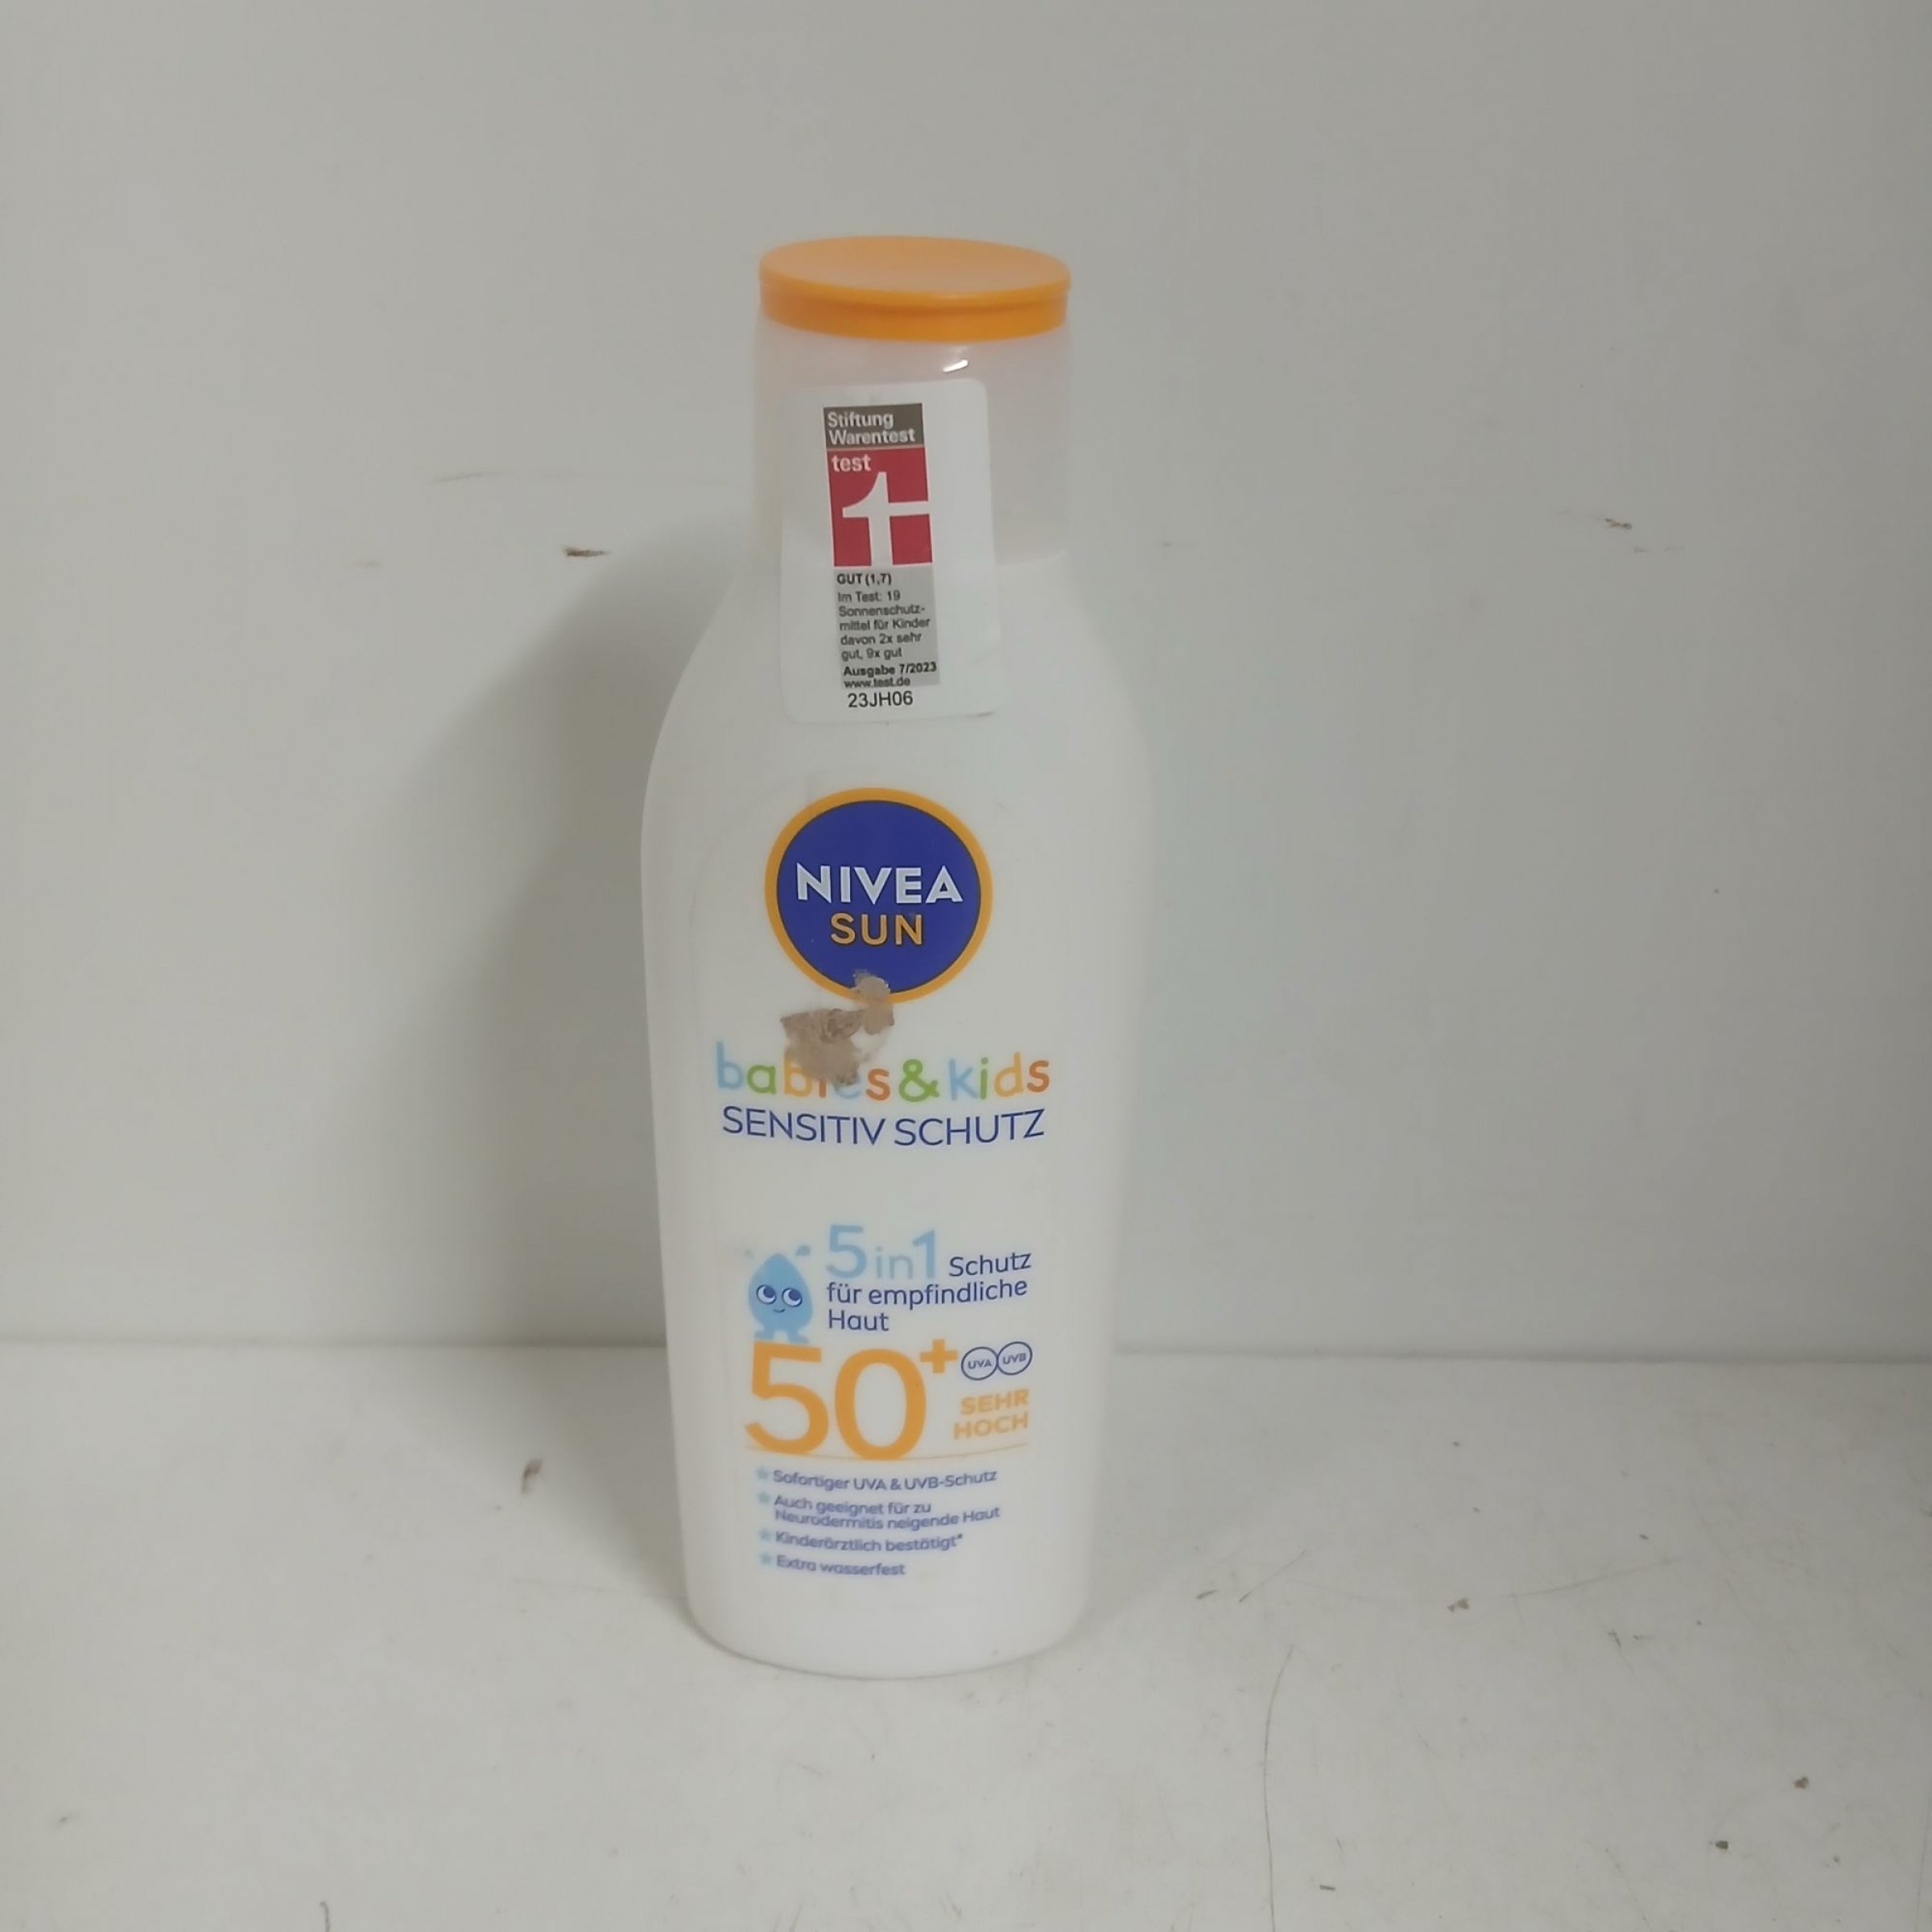 Stiftung
Warentest
test
GUT (1,7)
Im Test: 19
Sonnenschutz-
mittel für Kinder
davon 2x sehr
gut, 9x gut
Ausgabe 7/2023
www.test.de
23JH06
NIVEA
SUN
babies & kids
SENSITIV SCHUTZ
5in1 Schutz
für empfindliche
Haut
50+ UVA UVB
SEHR
HOCH
Sofortiger UVA & UVB-Schutz
Auch geeignet für zu
Neurodermitis neigende Haut
Kinderärztlich bestätigt*
Extra wasserfest